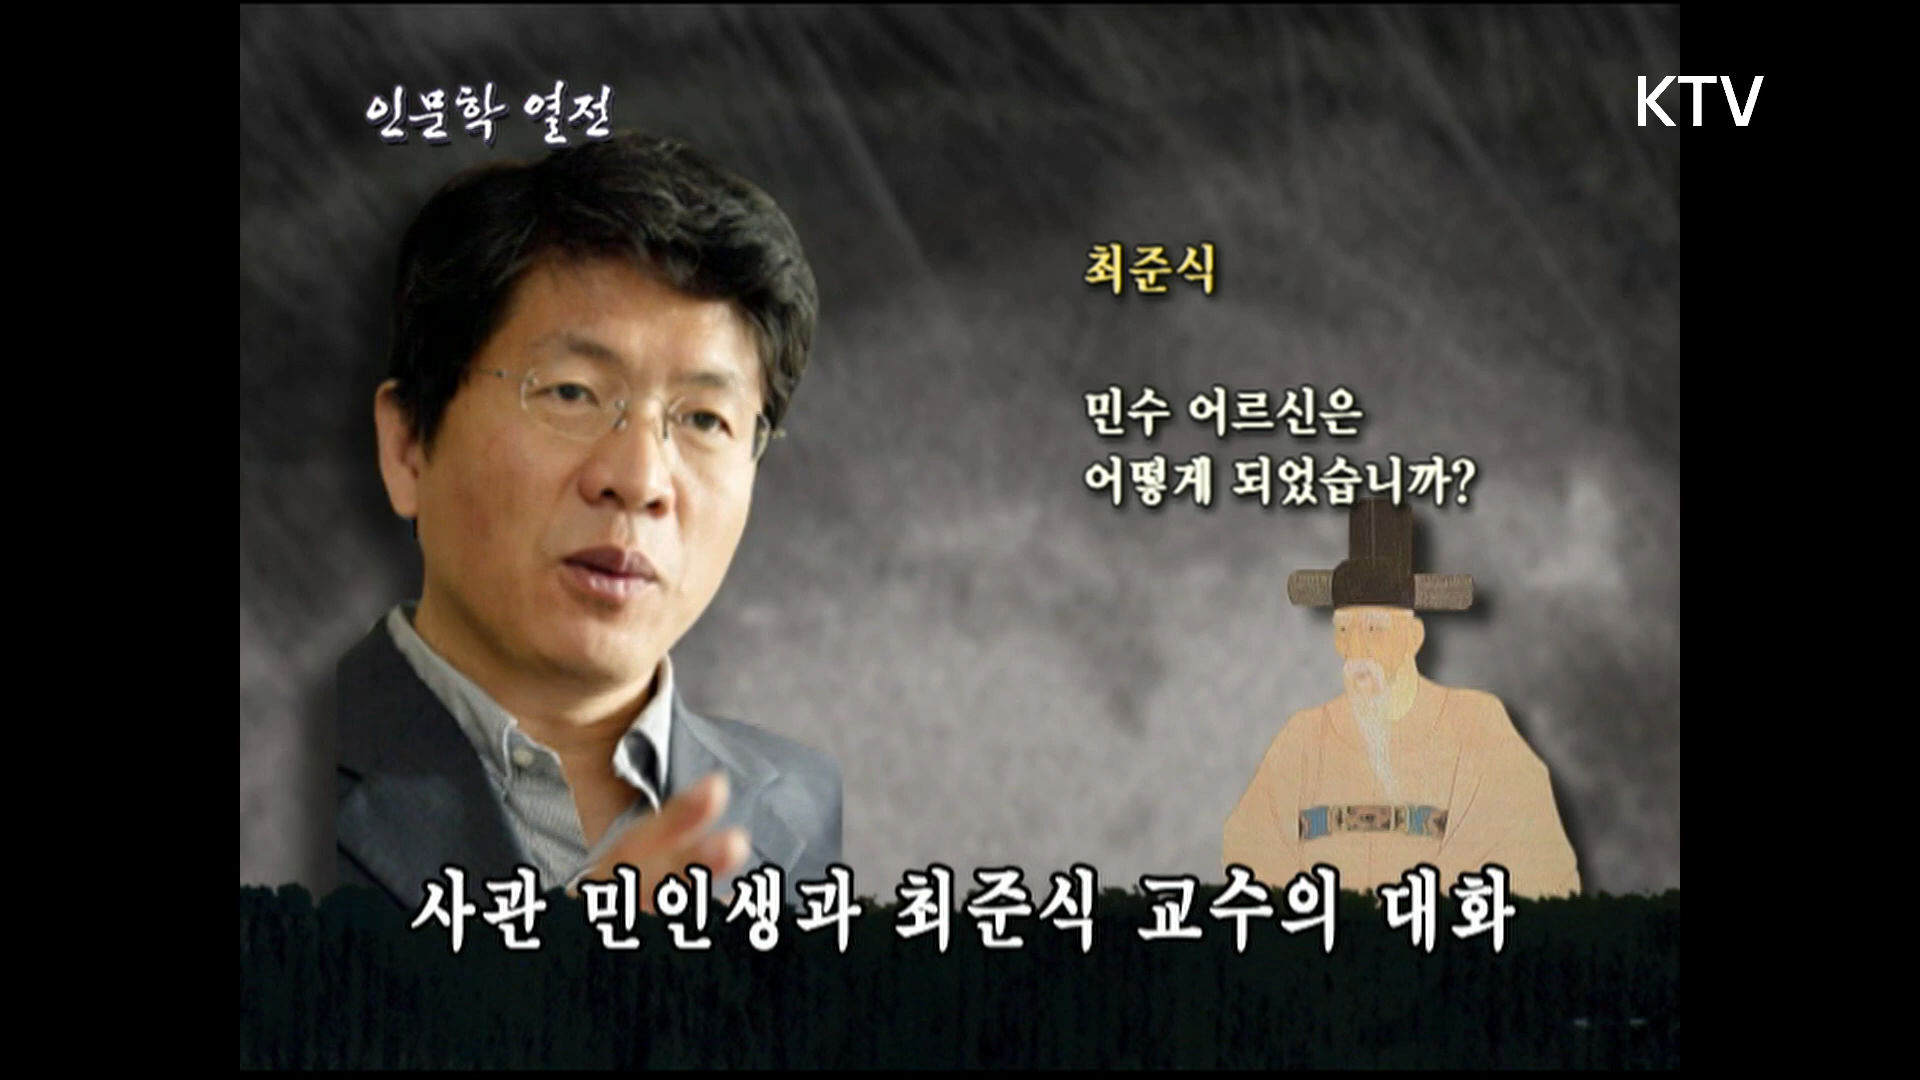 인문학 열전
KTV
최준식
민수 어르신은
어떻게 되었습니까?
사관 민인생과 최준식 교수의 대화